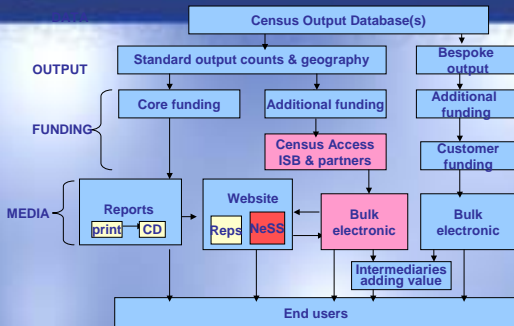 Census Output Database(s)
OUTPUT
Standard output counts & geography
Bespoke
output
FUNDING
Core funding
Additional funding
Additional
funding
Census Access
ISB & partners
Customer
funding
MEDIA
Reports
print
CD
Website
Reps
NeSS
Bulk
electronic
Bulk
electronic
Intermediaries
adding value
End users